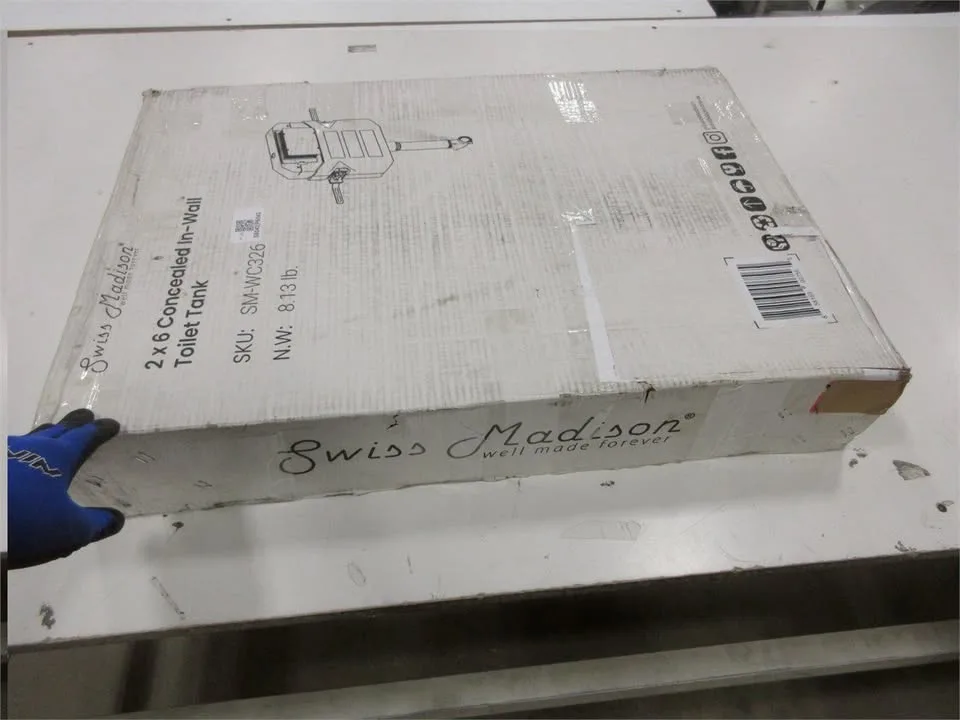 Swiss Madison®
well made forever
2 x 6 Concealed In-Wall
Toilet Tank
SKU: SM-WC326
N.W: 8.13 lb.
Swiss Madison®
well made forever